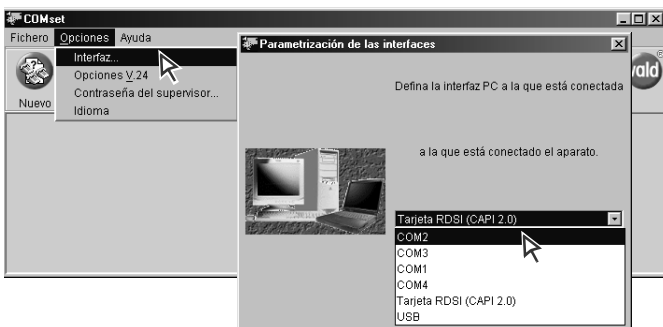 COMset
Fichero Opciones Ayuda
Interfaz...
Opciones V.24
Contraseña del supervisor...
Idioma
Nuevo
Parametrización de las interfaces
Defina la interfaz PC a la que está conectada
a la que está conectado el aparato.
Tarjeta RDSI (CAPI 2.0)
COM2
COM3
COM1
COM4
Tarjeta RDSI (CAPI 2.0)
USB